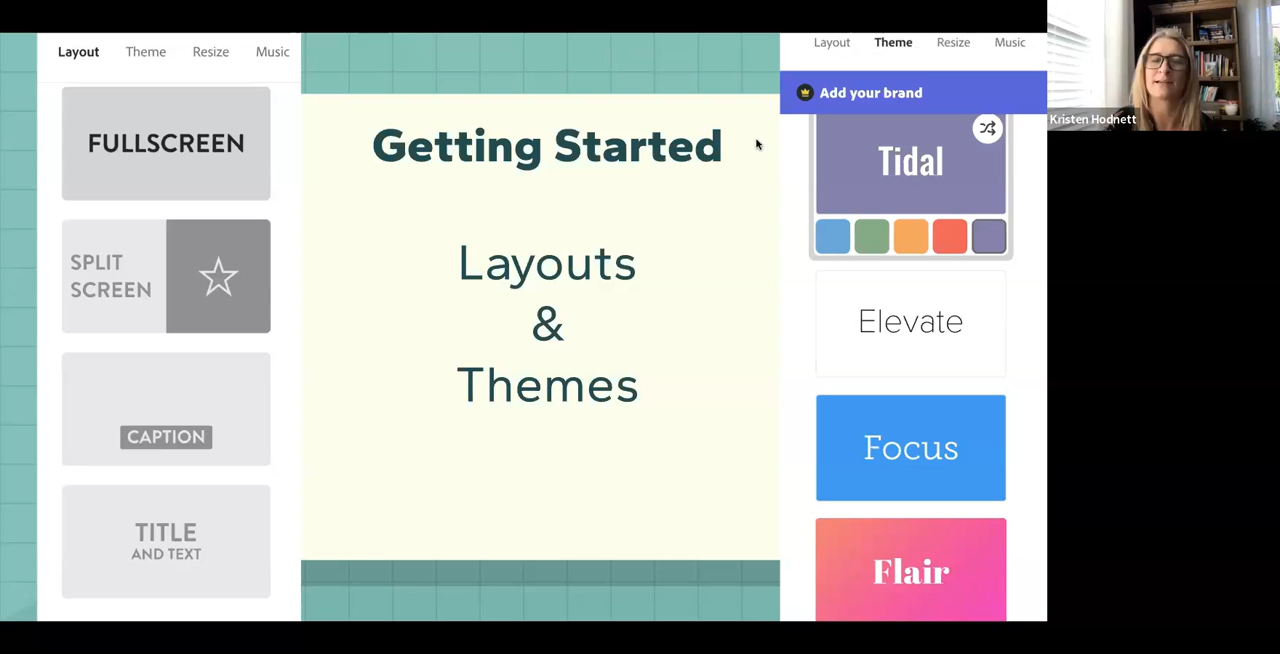 Layout Theme Resize Music
FULLSCREEN
SPLIT
SCREEN
CAPTION
TITLE
AND TEXT
Getting Started
Layouts
&
Themes
Layout Theme Resize Music
Add your brand
Tidal
Elevate
Focus
Flair
Kristen Hodnett